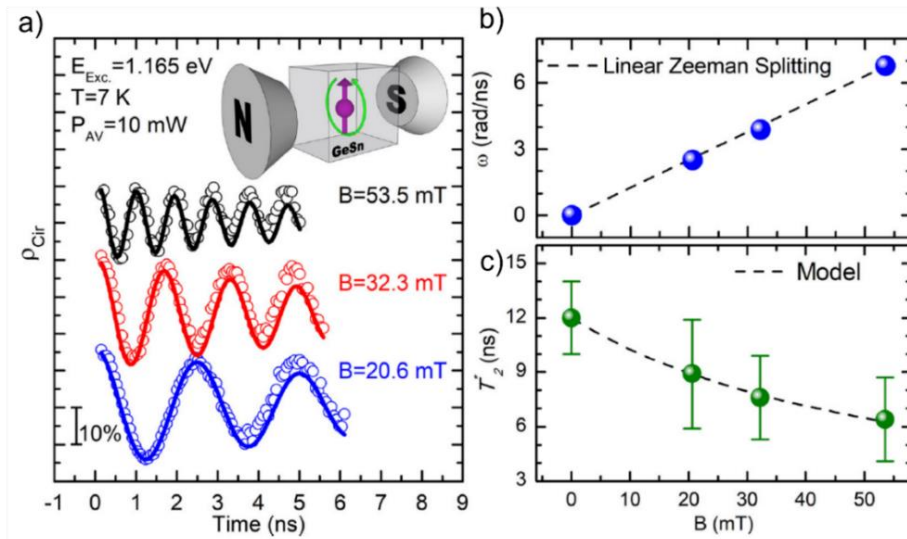 a)
E_Exc.=1.165 eV
T=7 K
P_AV=10 mW
N
S
GeSn
B=53.5 mT
B=32.3 mT
B=20.6 mT
10%
ρ_Cir
-1 0 1 2 3 4 5 6 7 8 9
Time (ns)
b)
Linear Zeeman Splitting
ω (rad/ns)
6
3
0
c)
Model
T*_2 (ns)
15
12
9
6
3
0 10 20 30 40 50
B (mT)